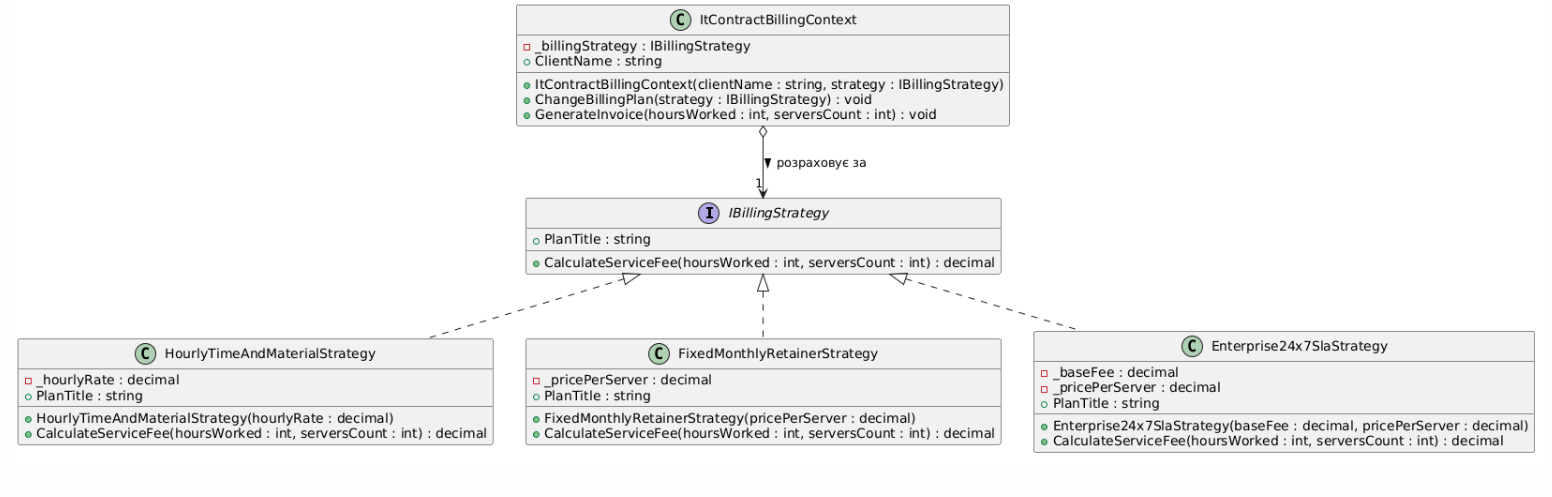 C ItContractBillingContext
_billingStrategy : IBillingStrategy
ClientName : string
ItContractBillingContext(clientName : string, strategy : IBillingStrategy)
ChangeBillingPlan(strategy : IBillingStrategy) : void
GenerateInvoice(hoursWorked : int, serversCount : int) : void
розраховує за
1
I IBillingStrategy
PlanTitle : string
CalculateServiceFee(hoursWorked : int, serversCount : int) : decimal
C HourlyTimeAndMaterialStrategy
_hourlyRate : decimal
PlanTitle : string
HourlyTimeAndMaterialStrategy(hourlyRate : decimal)
CalculateServiceFee(hoursWorked : int, serversCount : int) : decimal
C FixedMonthlyRetainerStrategy
_pricePerServer : decimal
PlanTitle : string
FixedMonthlyRetainerStrategy(pricePerServer : decimal)
CalculateServiceFee(hoursWorked : int, serversCount : int) : decimal
C Enterprise24x7SlaStrategy
_baseFee : decimal
_pricePerServer : decimal
PlanTitle : string
Enterprise24x7SlaStrategy(baseFee : decimal, pricePerServer : decimal)
CalculateServiceFee(hoursWorked : int, serversCount : int) : decimal